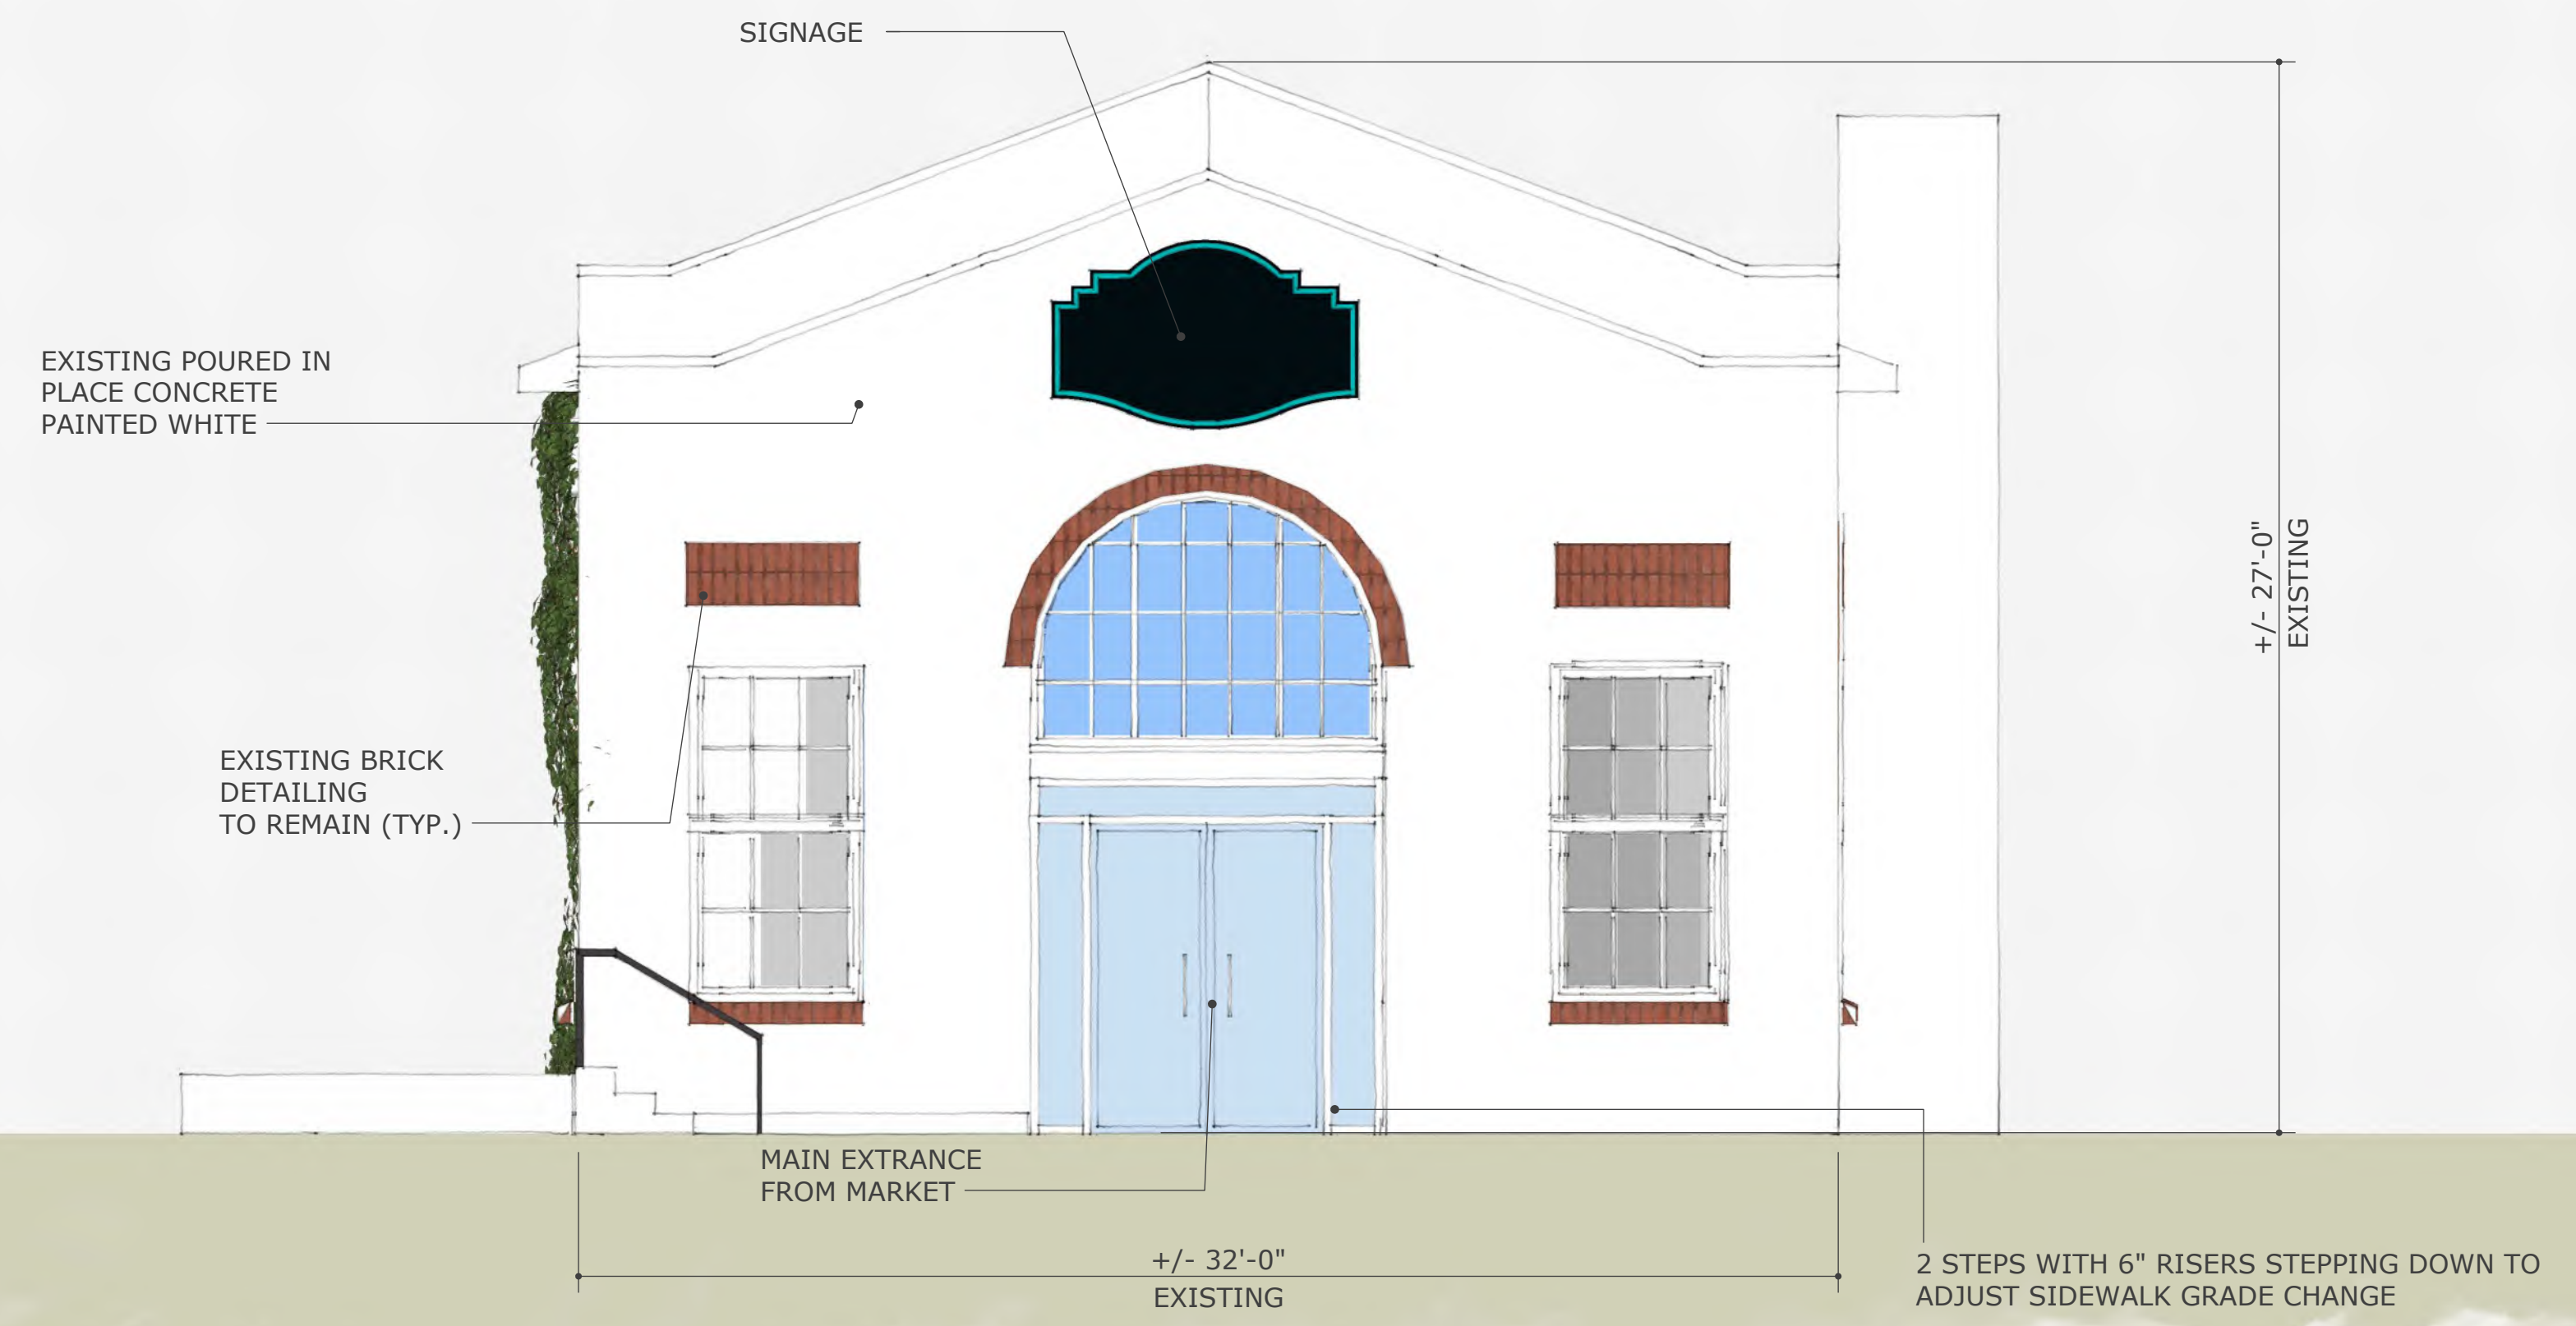 SIGNAGE
EXISTING POURED IN
PLACE CONCRETE
PAINTED WHITE
+/- 27'-0"
EXISTING
EXISTING BRICK
DETAILING
TO REMAIN (TYP.)
MAIN EXTRANCE
FROM MARKET
+/- 32'-0"
EXISTING
2 STEPS WITH 6" RISERS STEPPING DOWN TO
ADJUST SIDEWALK GRADE CHANGE